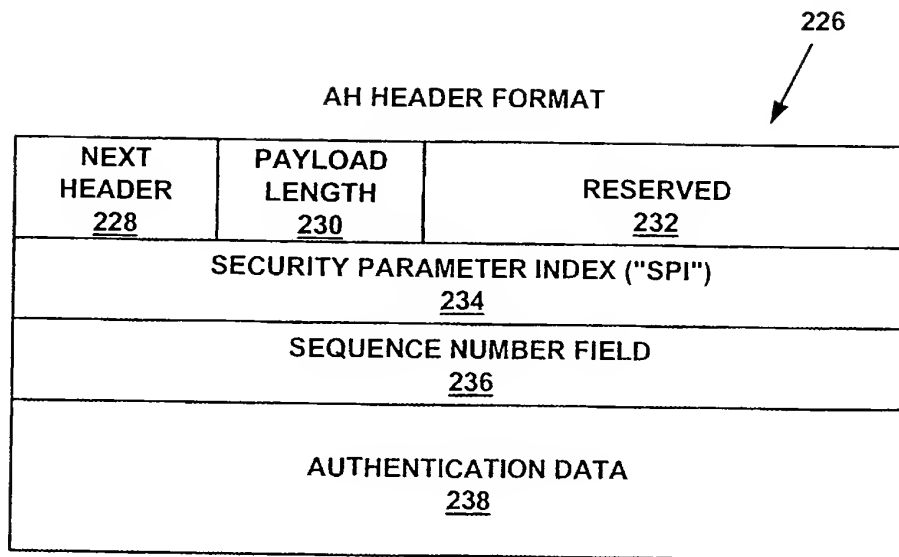 226
AH HEADER FORMAT
NEXT
HEADER
228
PAYLOAD
LENGTH
230
RESERVED
232
SECURITY PARAMETER INDEX ("SPI")
234
SEQUENCE NUMBER FIELD
236
AUTHENTICATION DATA
238